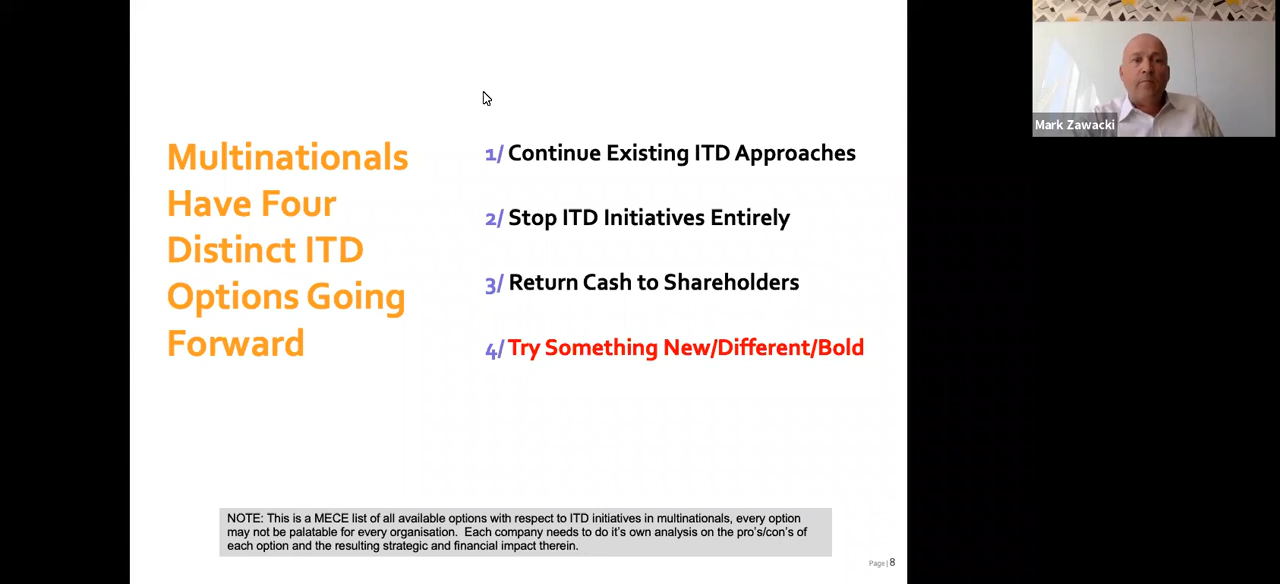 Multinationals
Have Four
Distinct ITD
Options Going
Forward
1/ Continue Existing ITD Approaches
2/ Stop ITD Initiatives Entirely
3/ Return Cash to Shareholders
4/ Try Something New/Different/Bold
NOTE: This is a MECE list of all available options with respect to ITD initiatives in multinationals, every option
may not be palatable for every organisation.  Each company needs to do it's own analysis on the pro's/con's of
each option and the resulting strategic and financial impact therein.
Page | 8
Mark Zawacki